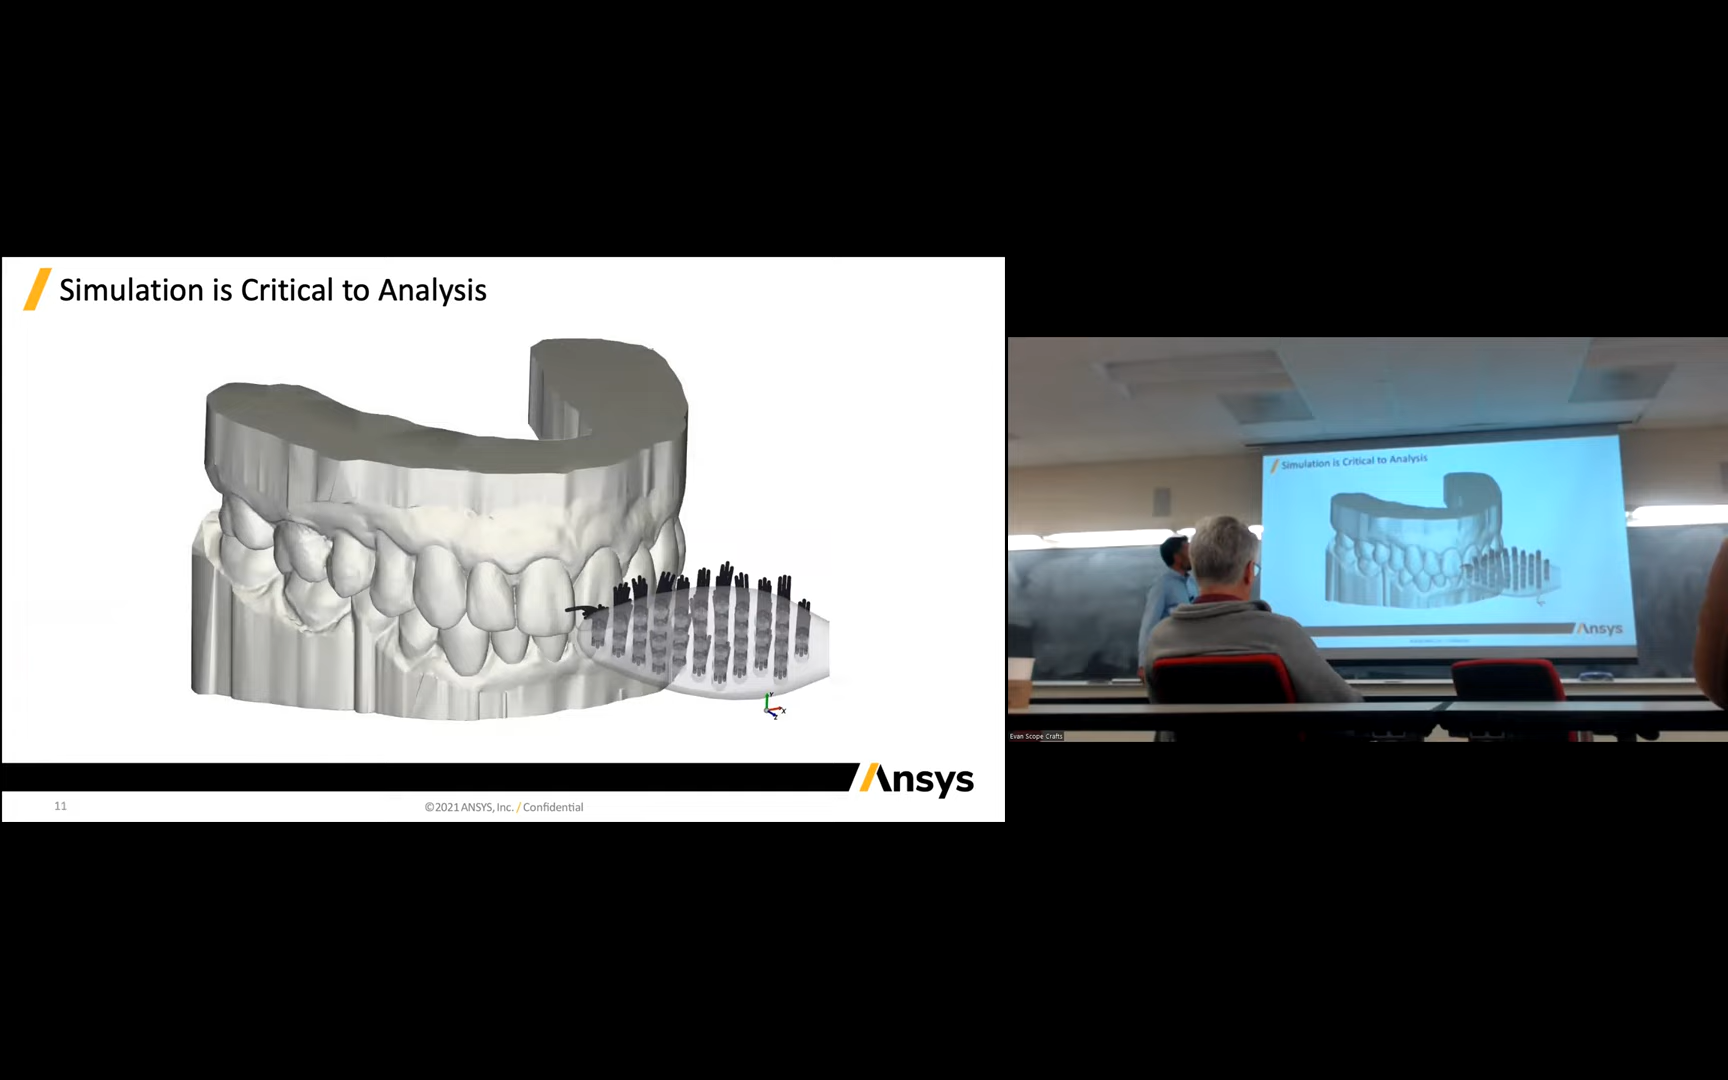 Simulation is Critical to Analysis
Y
X
Z
Ansys
11
©2021 ANSYS, Inc. / Confidential
Simulation is Critical to Analysis
Ansys
Evan Scope Crafts